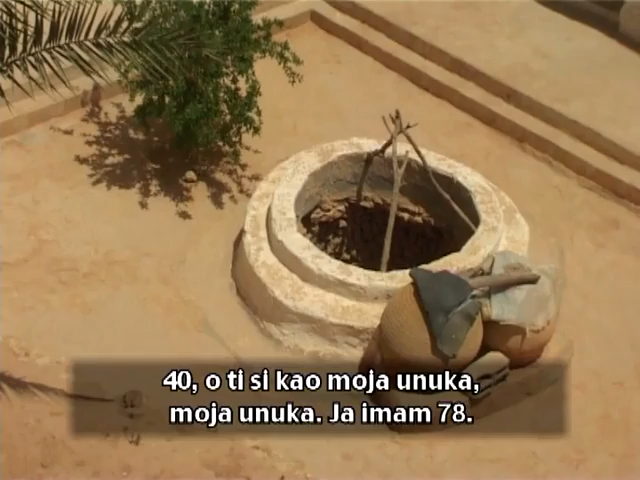 40, o ti si kao moja unuka,
moja unuka. Ja imam 78.